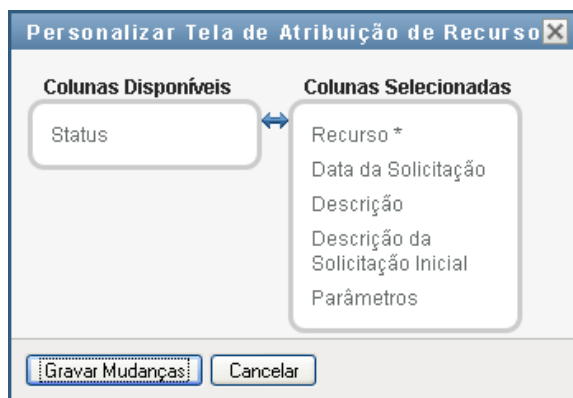 Personalizar Tela de Atribuição de Recurso
Colunas Disponíveis
Status
Colunas Selecionadas
Recurso *
Data da Solicitação
Descrição
Descrição da
Solicitação Inicial
Parâmetros
Gravar Mudanças
Cancelar